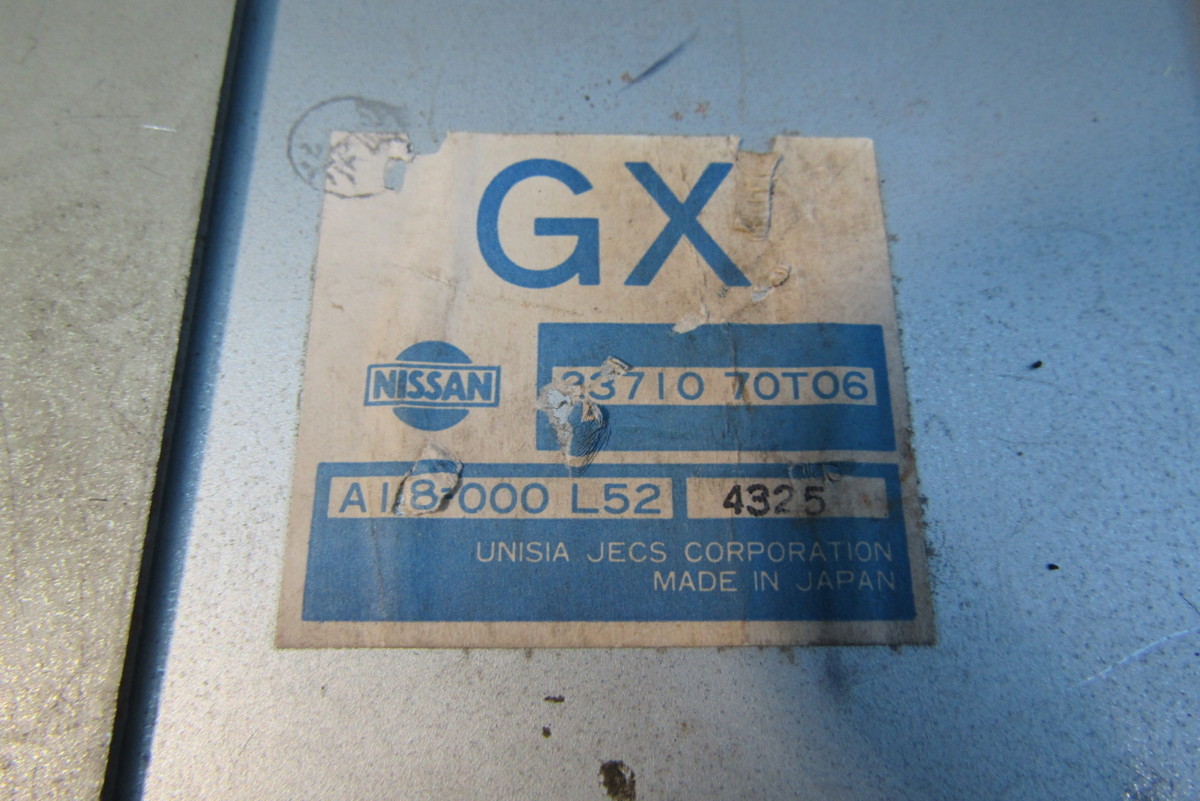 GX
NISSAN
23710 70T06
A18-000 L52
4325
UNISIA JECS CORPORATION
MADE IN JAPAN